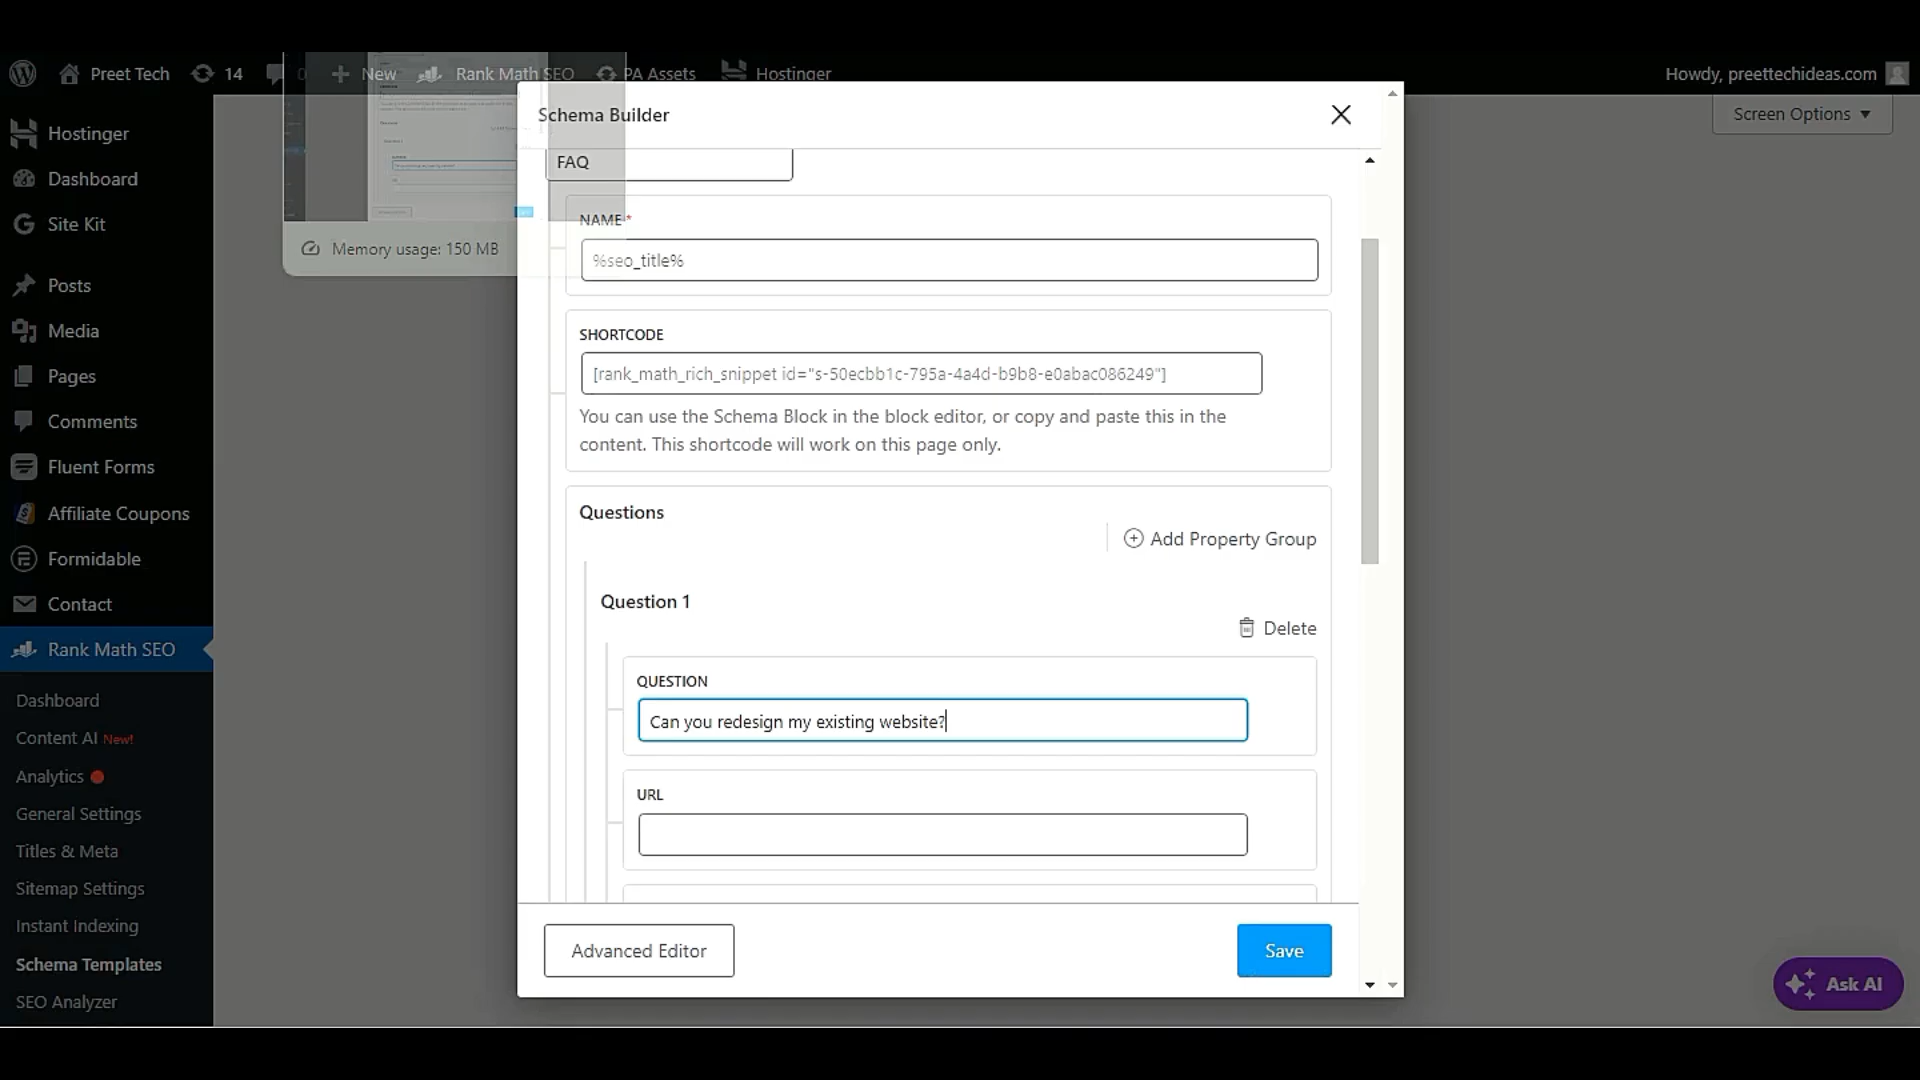 Preet Tech
14
0
New
Rank Math SEO
PA Assets
Hostinger
Howdy, preettechideas.com
Screen Options
Hostinger
Dashboard
Site Kit
Posts
Media
Pages
Comments
Fluent Forms
Affiliate Coupons
Formidable
Contact
Rank Math SEO
Dashboard
Content AI New!
Analytics
General Settings
Titles & Meta
Sitemap Settings
Instant Indexing
Schema Templates
SEO Analyzer
Memory usage: 150 MB
Schema Builder
FAQ
NAME *
%seo_title%
SHORTCODE
[rank_math_rich_snippet id="s-50ecbb1c-795a-4a4d-b9b8-e0abac086249"]
You can use the Schema Block in the block editor, or copy and paste this in the
content. This shortcode will work on this page only.
Questions
Add Property Group
Question 1
Delete
QUESTION
Can you redesign my existing website?
URL
Advanced Editor
Save
Ask AI